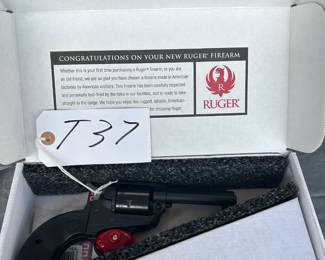 CONGRATULATIONS ON YOUR NEW RUGER® FIREARM
Whether this is your first time purchasing a Ruger® firearm, or you are
an old friend, we are so glad you have chosen a firearm made in American
factories by American workers. This firearm has been carefully inspected
and personally test-fired by the folks in our facilities, and is ready to take
straight to the range. We hope you enjoy this rugged, reliable, American-
choosing Ruger.
RUGER®
T37